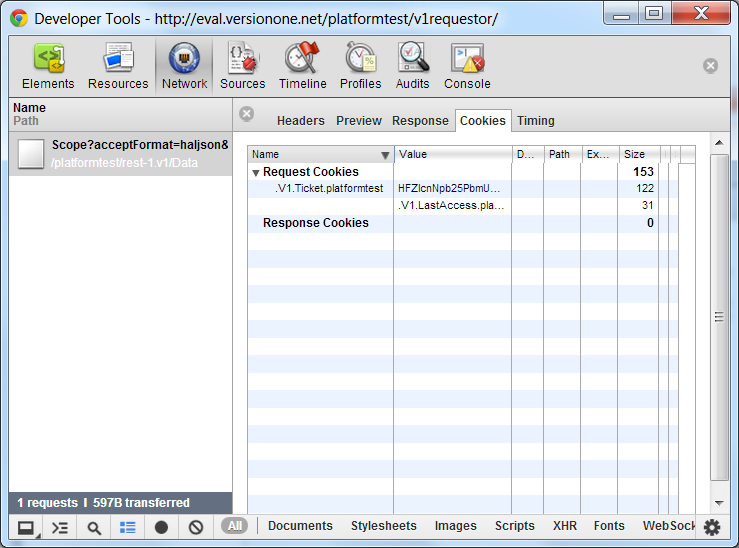 Developer Tools - http://eval.versionone.net/platformtest/v1requestor/
Elements Resources Network Sources Timeline Profiles Audits Console
Name
Path
Headers Preview Response Cookies Timing
Scope?acceptFormat=haljson&
/platformtest/rest-1.v1/Data
Name Value D... Path Ex... Size
Request Cookies 153
.V1.Ticket.platformtest HFZlcnNpb25PbmU... 122
.V1.LastAccess.pla... 31
Response Cookies 0
1 requests | 597B transferred
All Documents Stylesheets Images Scripts XHR Fonts WebSock